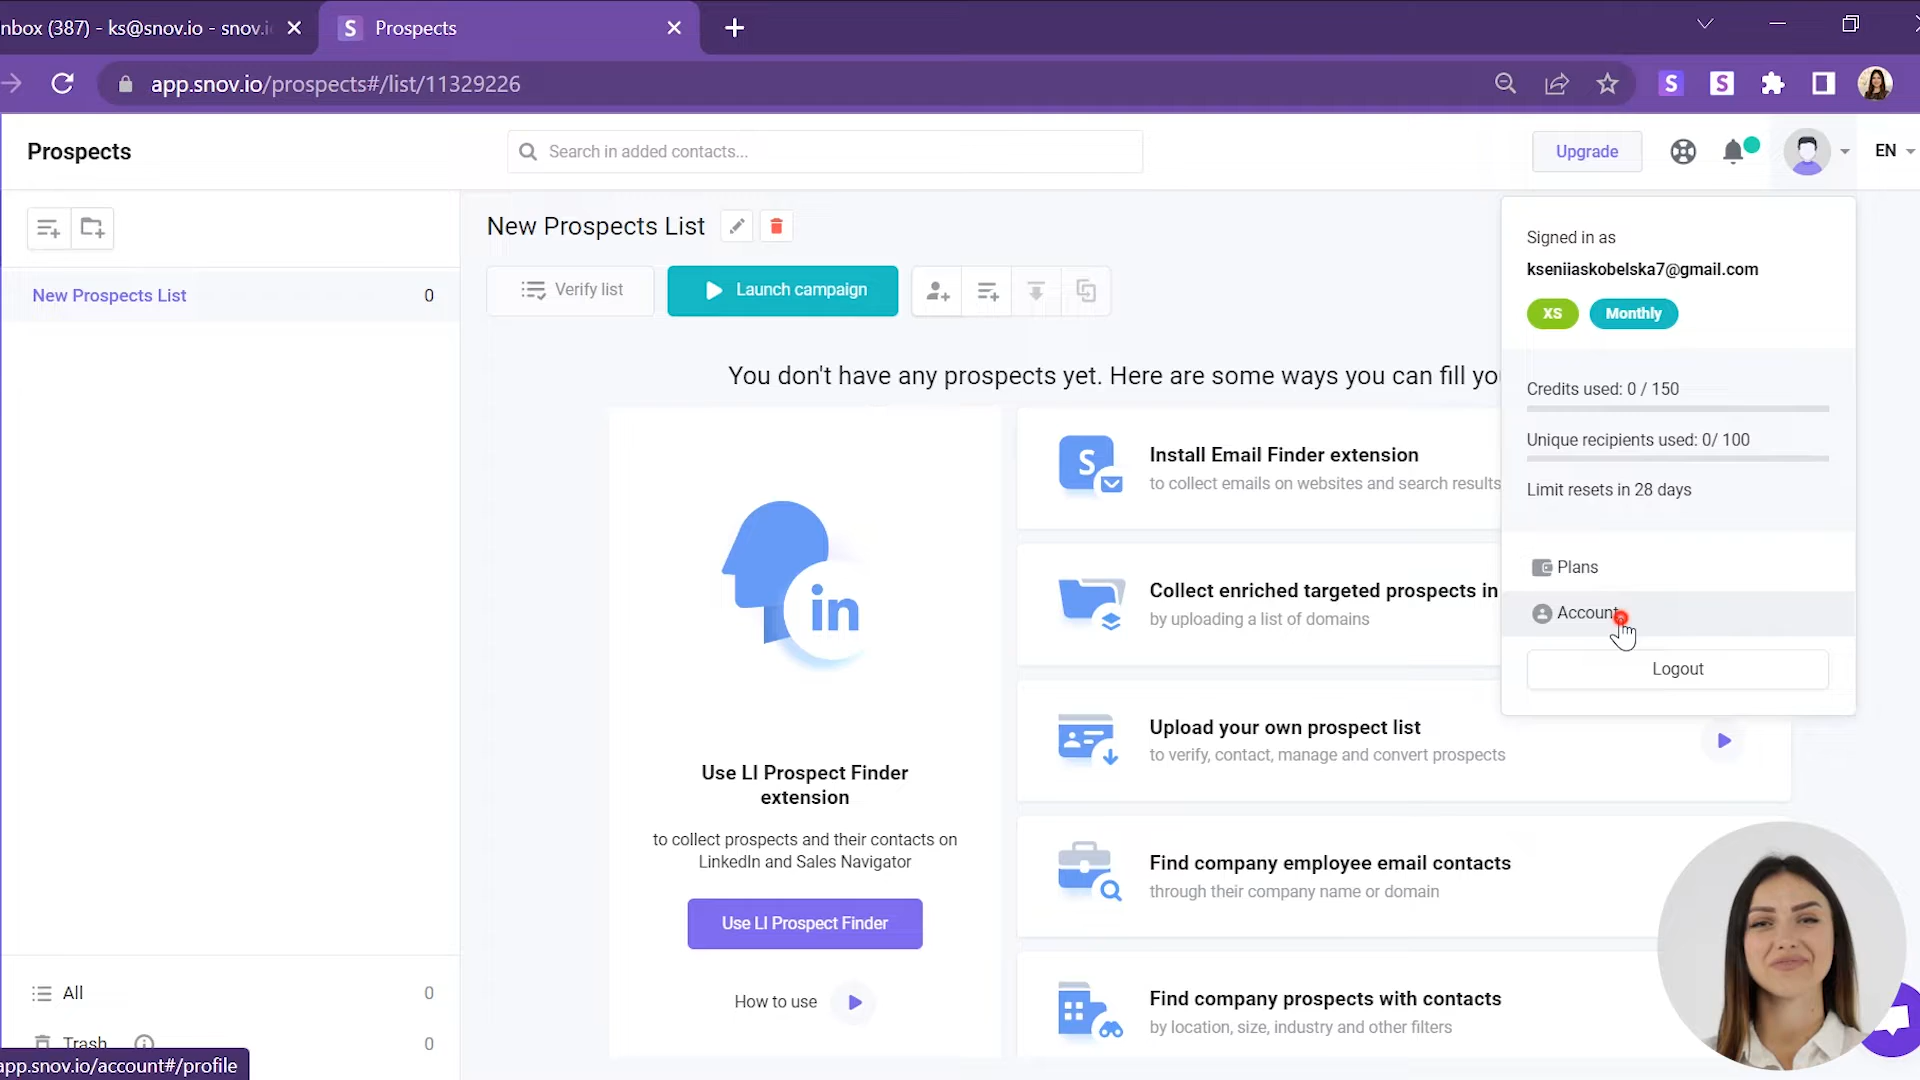 nbox (387) - ks@snov.io - snov.i
Prospects
app.snov.io/prospects#/list/11329226
Prospects
Search in added contacts...
Upgrade
EN
New Prospects List
0
New Prospects List
Verify list
Launch campaign
You don't have any prospects yet. Here are some ways you can fill yo
Use LI Prospect Finder
extension
to collect prospects and their contacts on
LinkedIn and Sales Navigator
Use LI Prospect Finder
How to use
Install Email Finder extension
to collect emails on websites and search results
Collect enriched targeted prospects in
by uploading a list of domains
Upload your own prospect list
to verify, contact, manage and convert prospects
Find company employee email contacts
through their company name or domain
Find company prospects with contacts
by location, size, industry and other filters
Signed in as
kseniiaskobelska7@gmail.com
XS Monthly
Credits used: 0 / 150
Unique recipients used: 0/ 100
Limit resets in 28 days
Plans
Account
Logout
All 0
Trash 0
app.snov.io/account#/profile